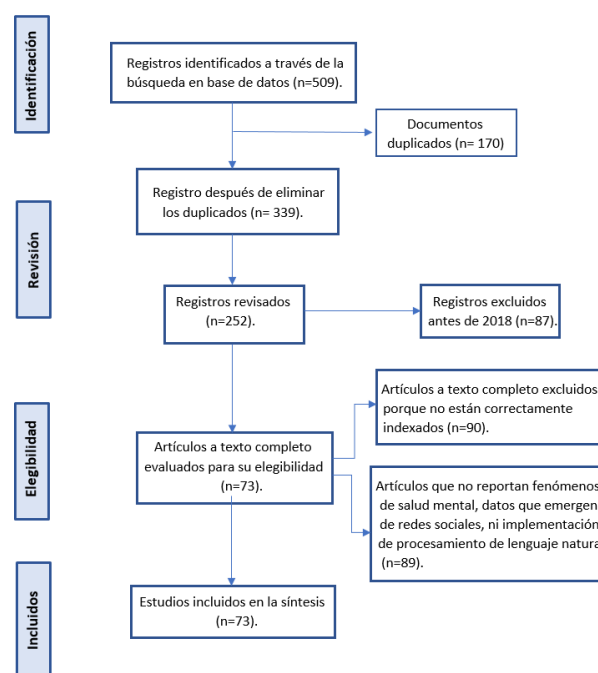 Identificación
Registros identificados a través de la
búsqueda en base de datos (n=509).
Documentos
duplicados (n= 170)
Revisión
Registro después de eliminar
los duplicados (n= 339).
Registros revisados
(n=252).
Registros excluidos
antes de 2018 (n=87).
Elegibilidad
Artículos a texto completo
evaluados para su elegibilidad
(n=73).
Artículos a texto completo excluidos
porque no están correctamente
indexados (n=90).
Artículos que no reportan fenómenos
de salud mental, datos que emergen
de redes sociales, ni implementación
de procesamiento de lenguaje natura
(n=89).
Incluidos
Estudios incluidos en la síntesis
(n=73).